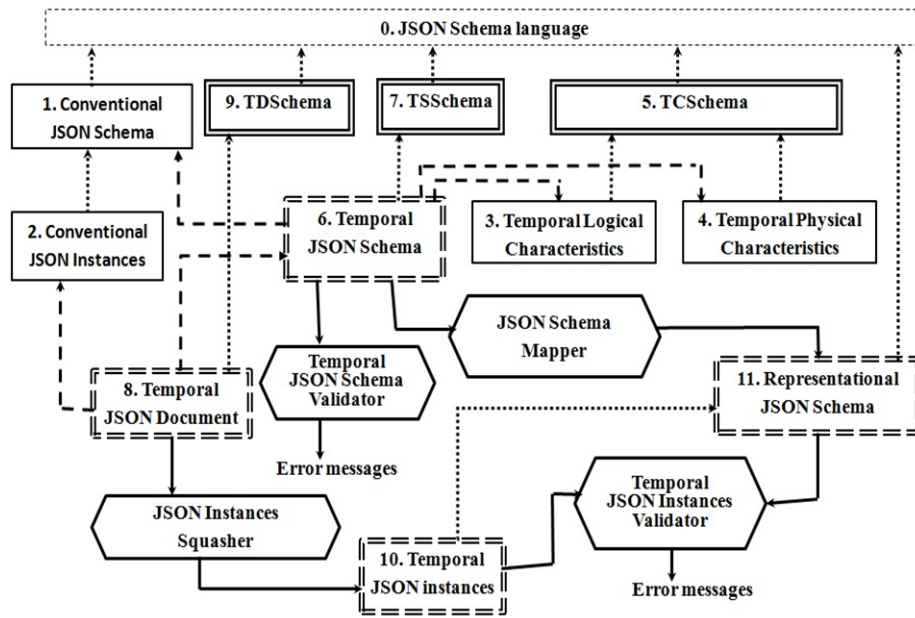 0. JSON Schema language
1. Conventional
JSON Schema
9. TDSchema
7. TSSchema
5. TCSchema
2. Conventional
JSON Instances
6. Temporal
JSON Schema
3. Temporal Logical
Characteristics
4. Temporal Physical
Characteristics
JSON Schema
Mapper
Temporal
JSON Schema
Validator
8. Temporal
JSON Document
11. Representational
JSON Schema
Error messages
Temporal
JSON Instances
Validator
JSON Instances
Squasher
10. Temporal
JSON instances
Error messages